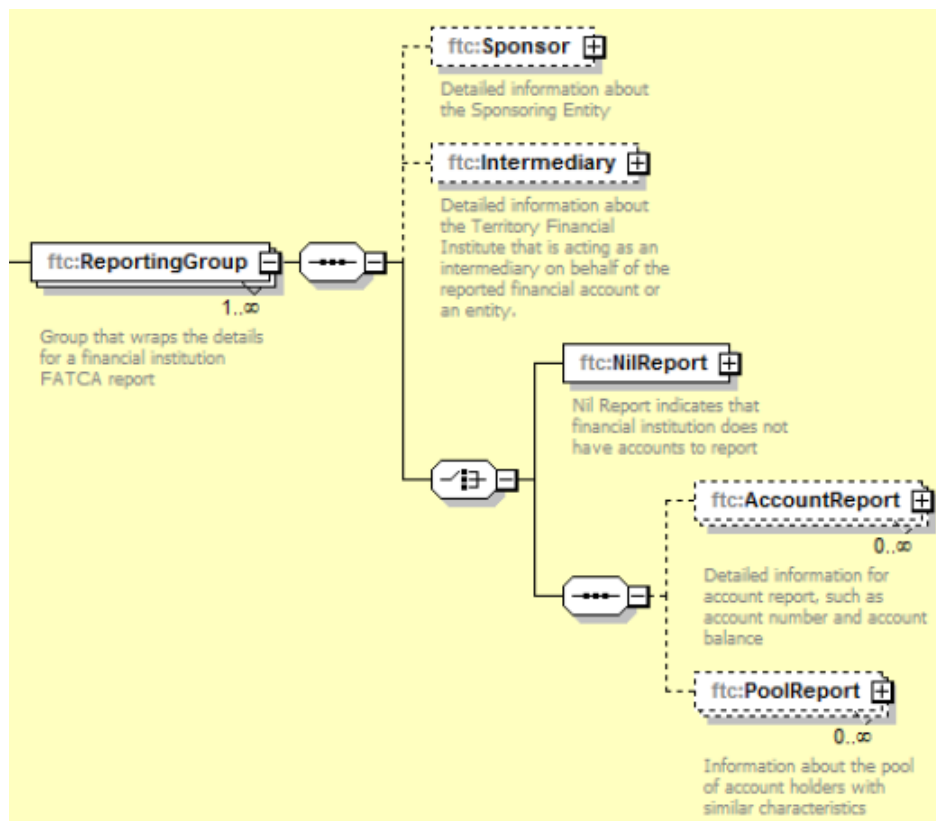 ftc:Sponsor
Detailed information about
the Sponsoring Entity
ftc:Intermediary
Detailed information about
the Territory Financial
Institute that is acting as an
intermediary on behalf of the
reported financial account or
an entity.
ftc:ReportingGroup
1..∞
Group that wraps the details
for a financial institution
FATCA report
ftc:NilReport
Nil Report indicates that
financial institution does not
have accounts to report
ftc:AccountReport
0..∞
Detailed information for
account report, such as
account number and account
balance
ftc:PoolReport
0..∞
Information about the pool
of account holders with
similar characteristics